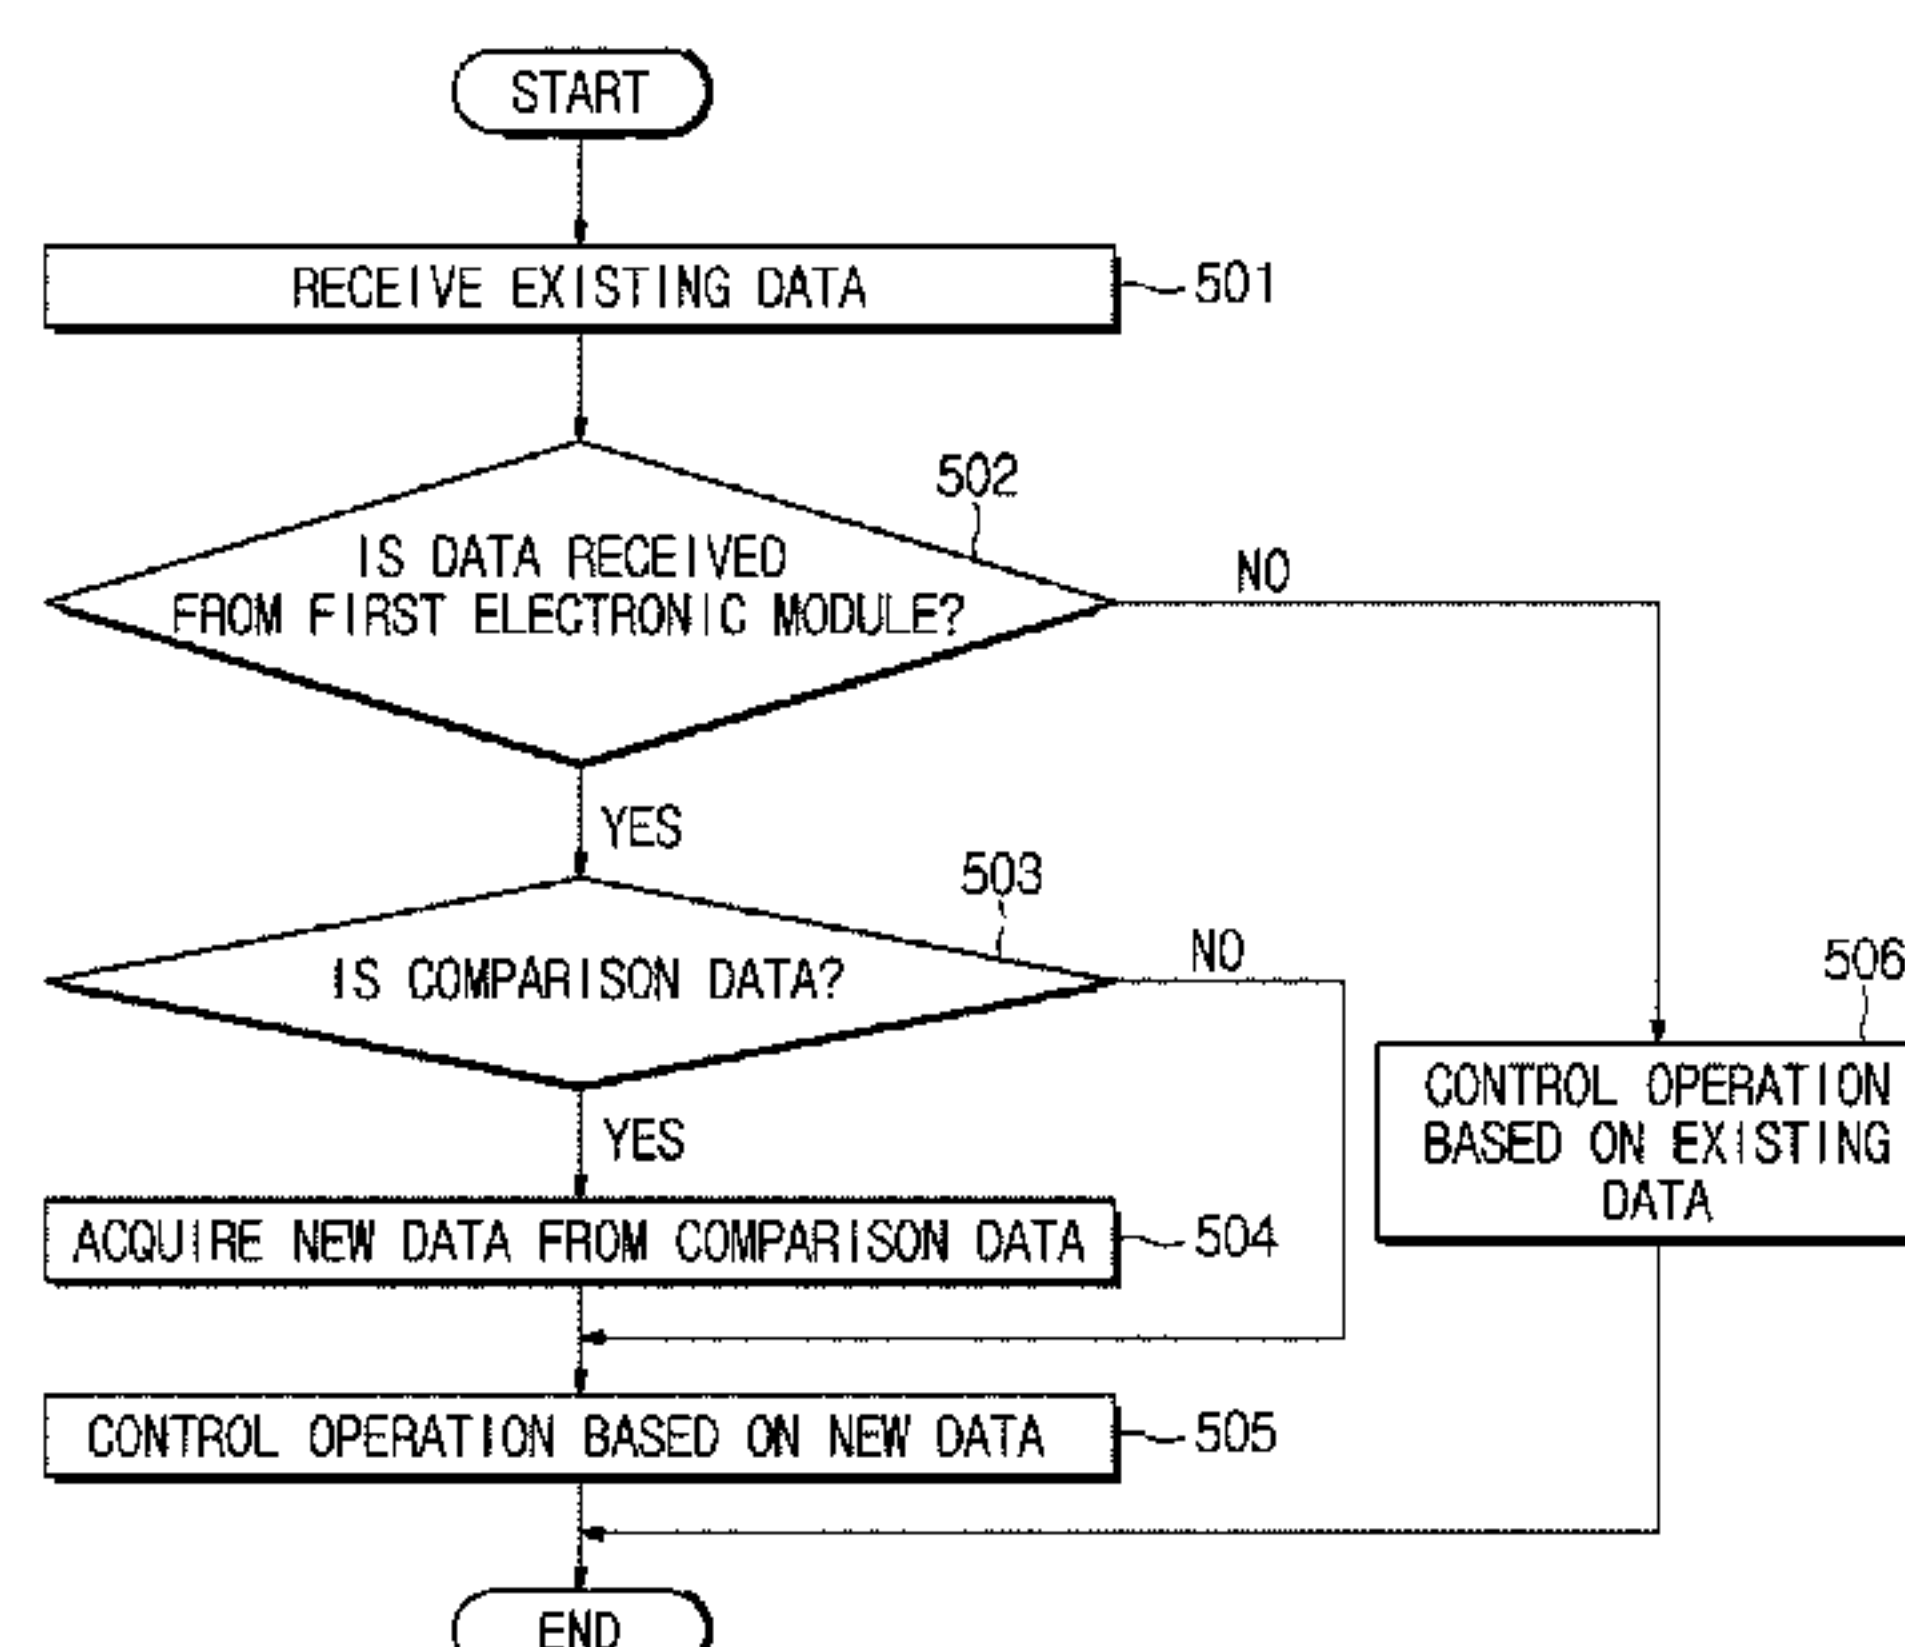 START
RECEIVE EXISTING DATA
501
502
IS DATA RECEIVED
FROM FIRST ELECTRONIC MODULE?
NO
YES
503
IS COMPARISON DATA?
NO
YES
506
CONTROL OPERATION
BASED ON EXISTING
DATA
ACQUIRE NEW DATA FROM COMPARISON DATA
504
CONTROL OPERATION BASED ON NEW DATA
505
END